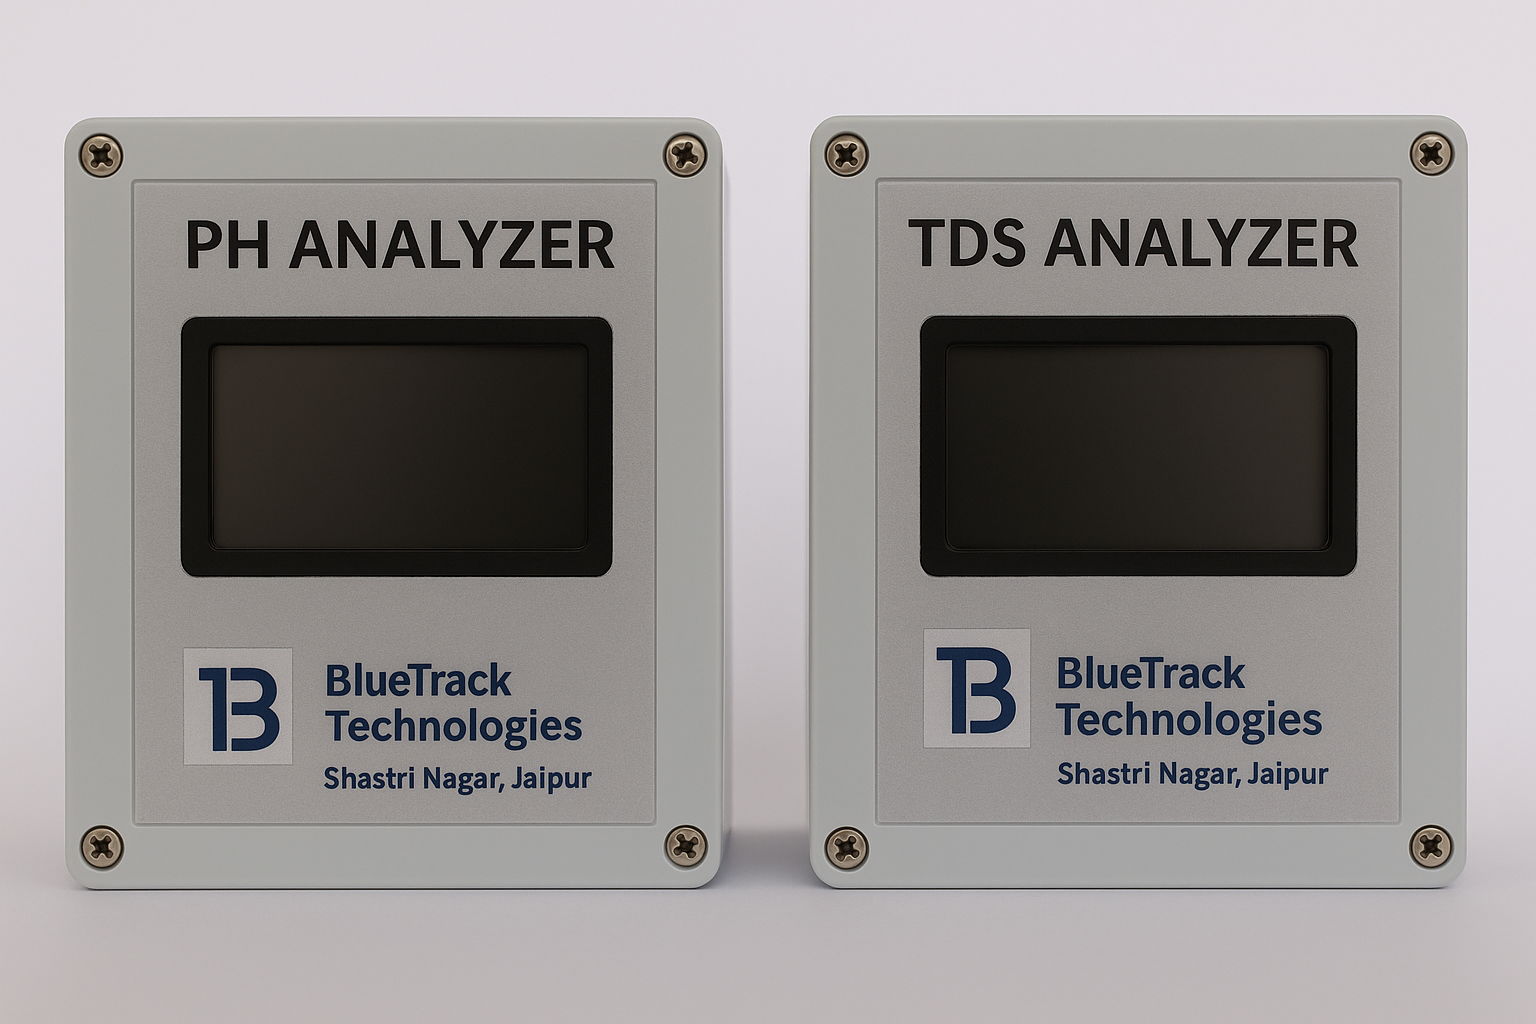 PH ANALYZER
BlueTrack
Technologies
Shastri Nagar, Jaipur
TDS ANALYZER
BlueTrack
Technologies
Shastri Nagar, Jaipur